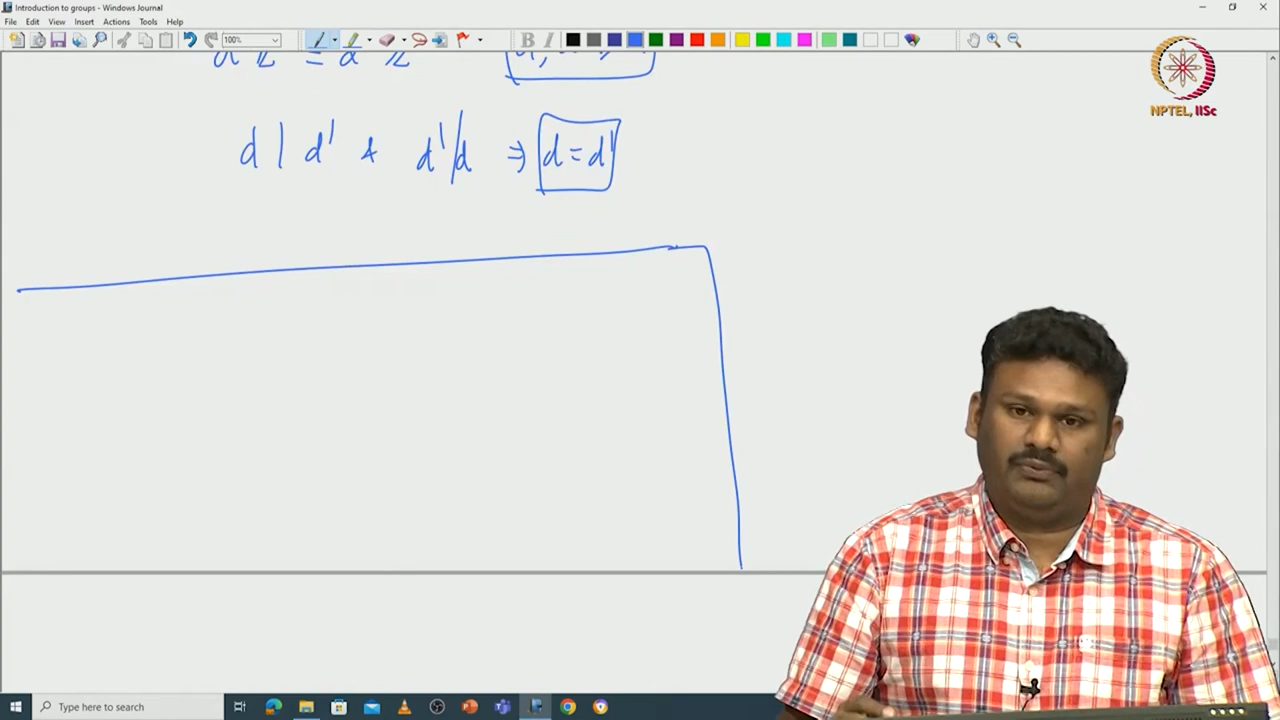 Introduction to groups - Windows Journal
File Edit View Insert Actions Tools Help
100%
B I
NPTEL, IISc
d | d' & d' | d ⇒ d = d'
Type here to search